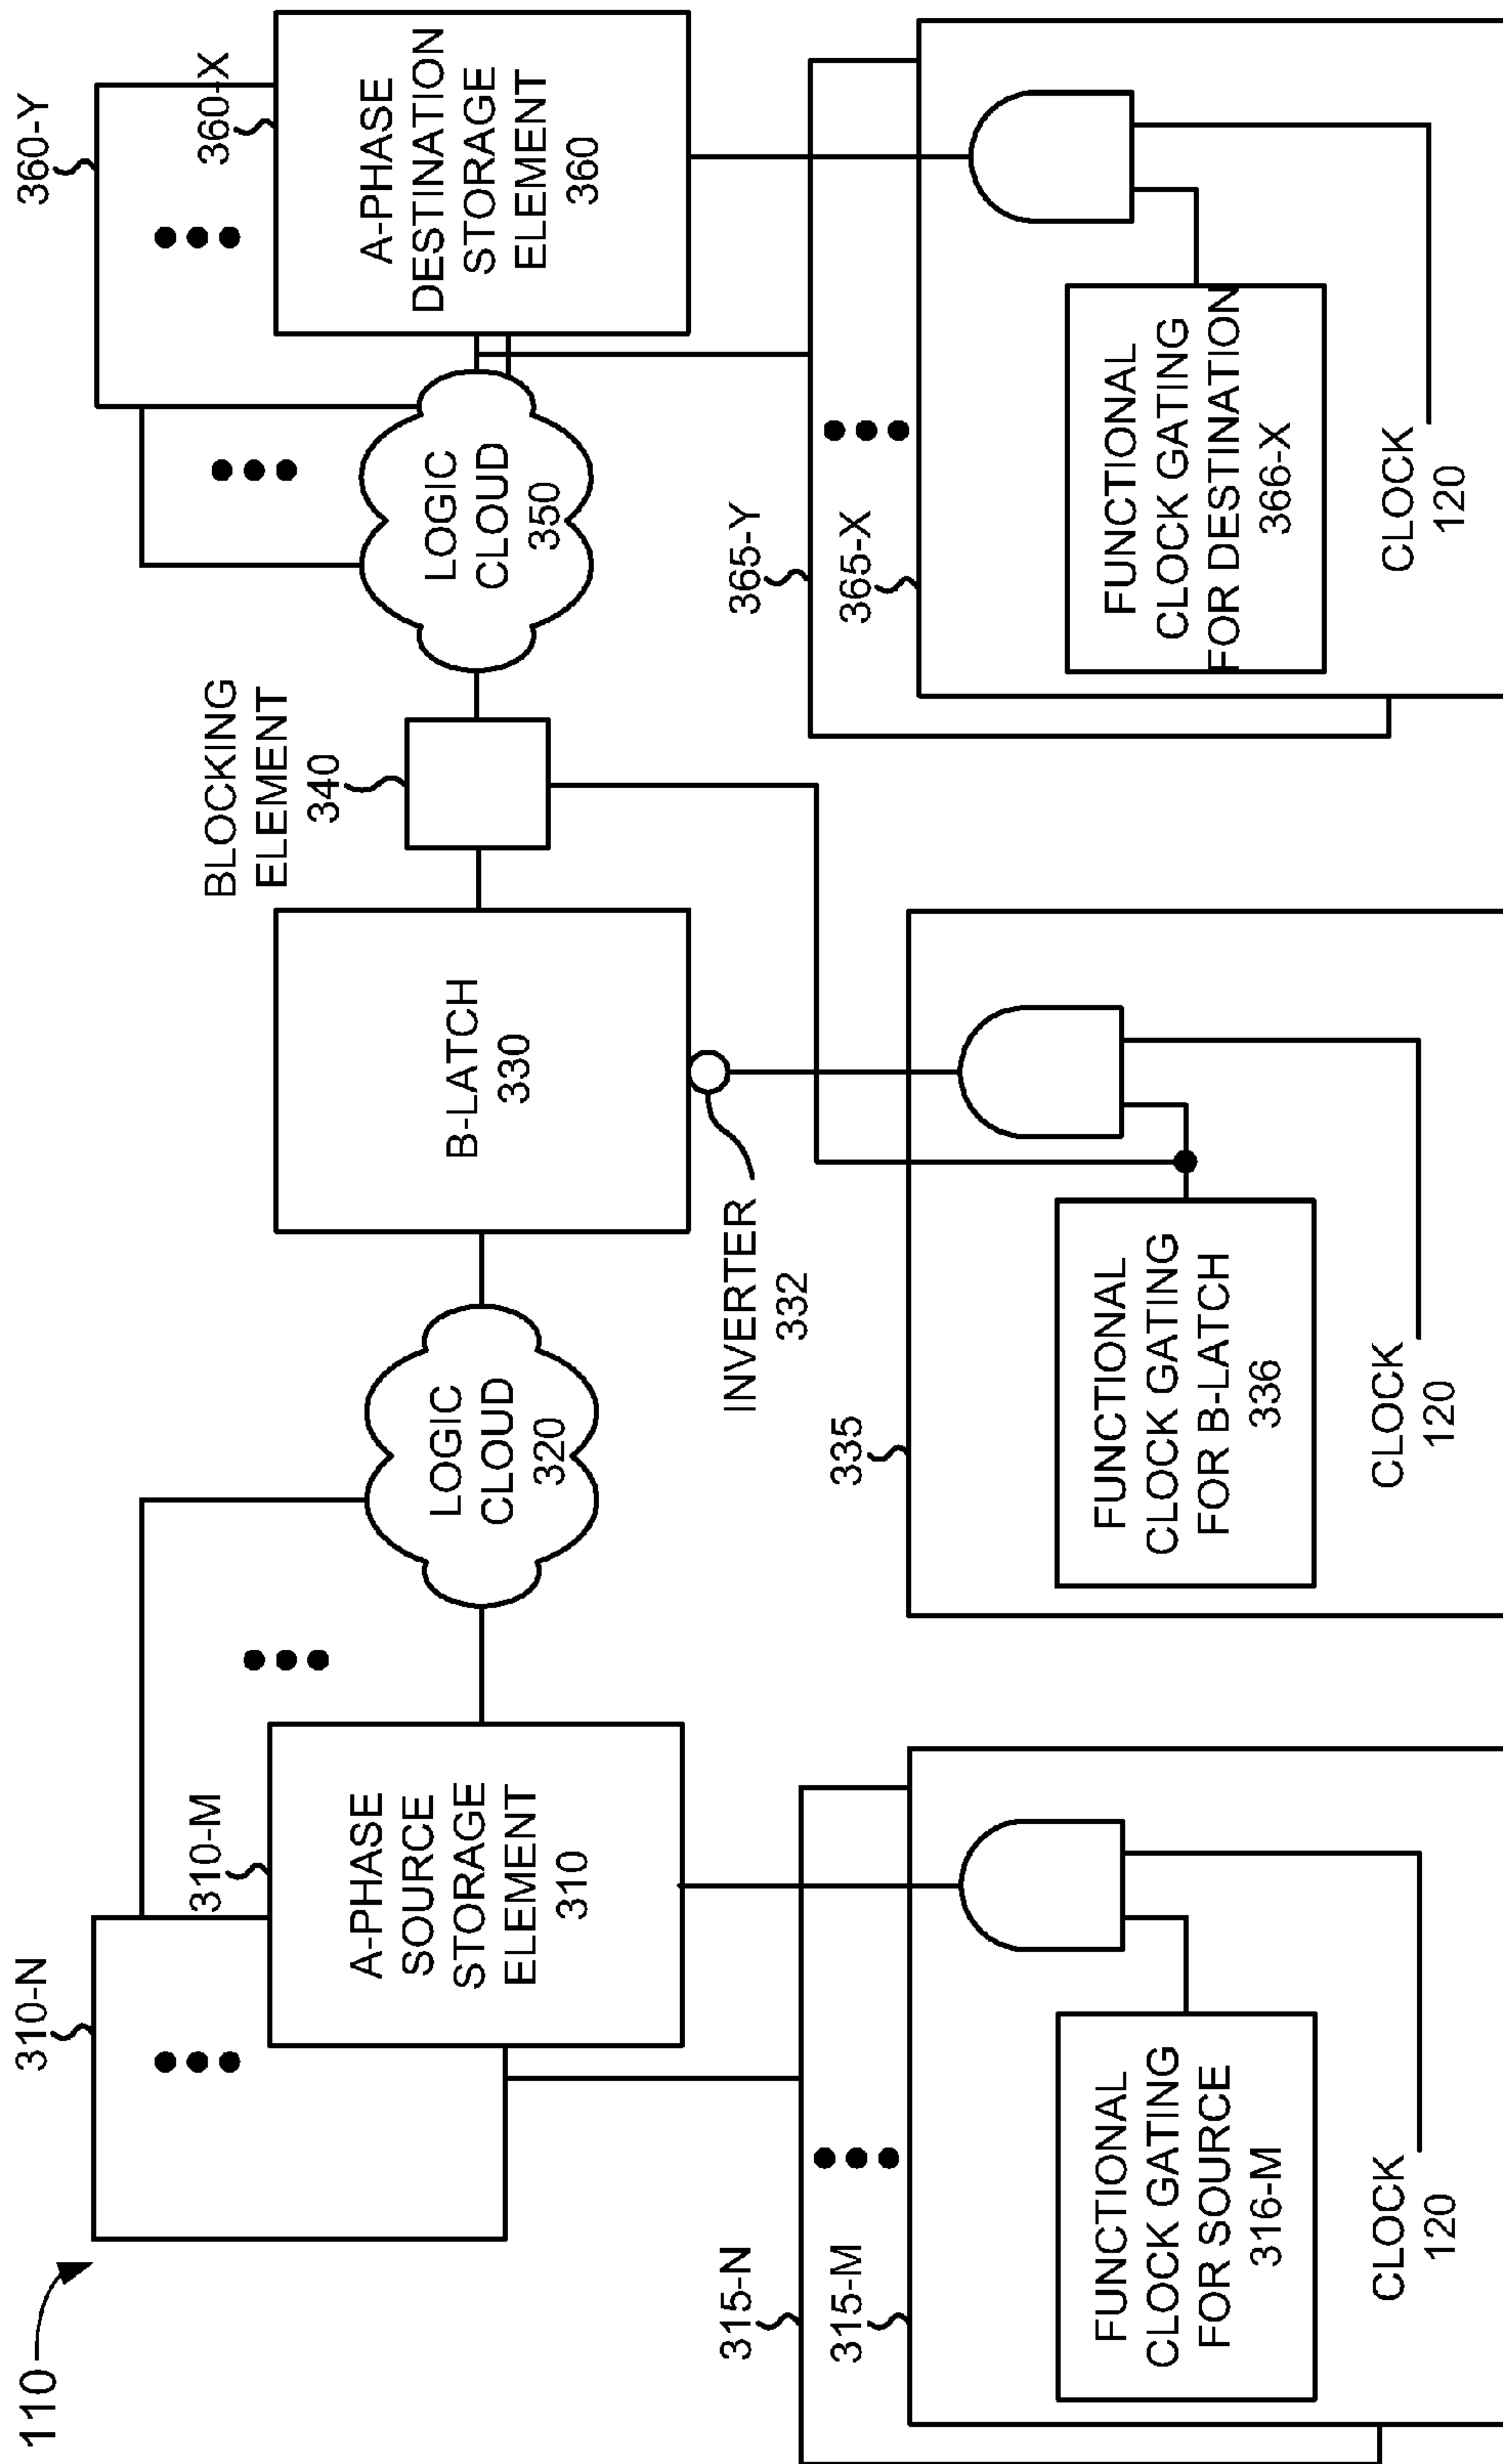 110
310-N
310-M
A-PHASE
SOURCE
STORAGE
ELEMENT
310
LOGIC
CLOUD
320
B-LATCH
330
INVERTER
332
BLOCKING
ELEMENT
340
LOGIC
CLOUD
350
360-Y
360-X
A-PHASE
DESTINATION
STORAGE
ELEMENT
360
315-N
315-M
FUNCTIONAL
CLOCK GATING
FOR SOURCE
316-M
CLOCK
120
335
FUNCTIONAL
CLOCK GATING
FOR B-LATCH
336
CLOCK
120
365-Y
365-X
FUNCTIONAL
CLOCK GATING
FOR DESTINATION
366-X
CLOCK
120